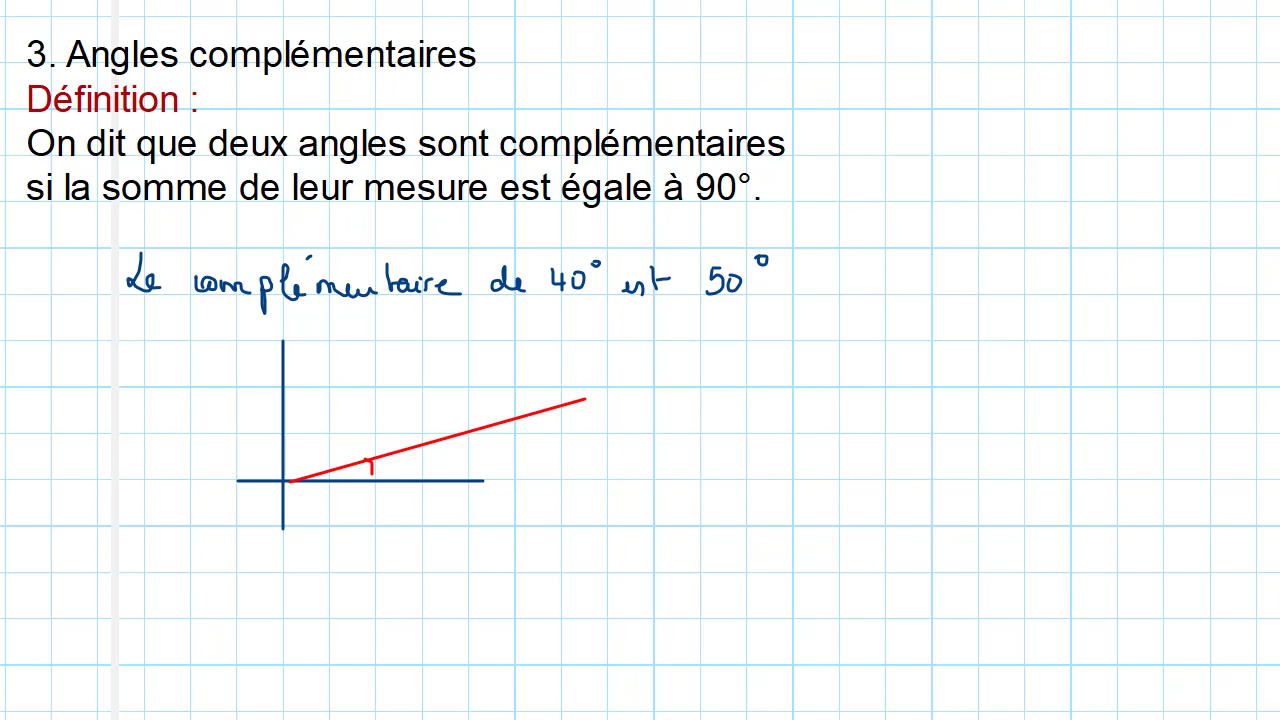 3. Angles complémentaires
Définition :
On dit que deux angles sont complémentaires
si la somme de leur mesure est égale à 90°.
Le complémentaire de 40° est 50°